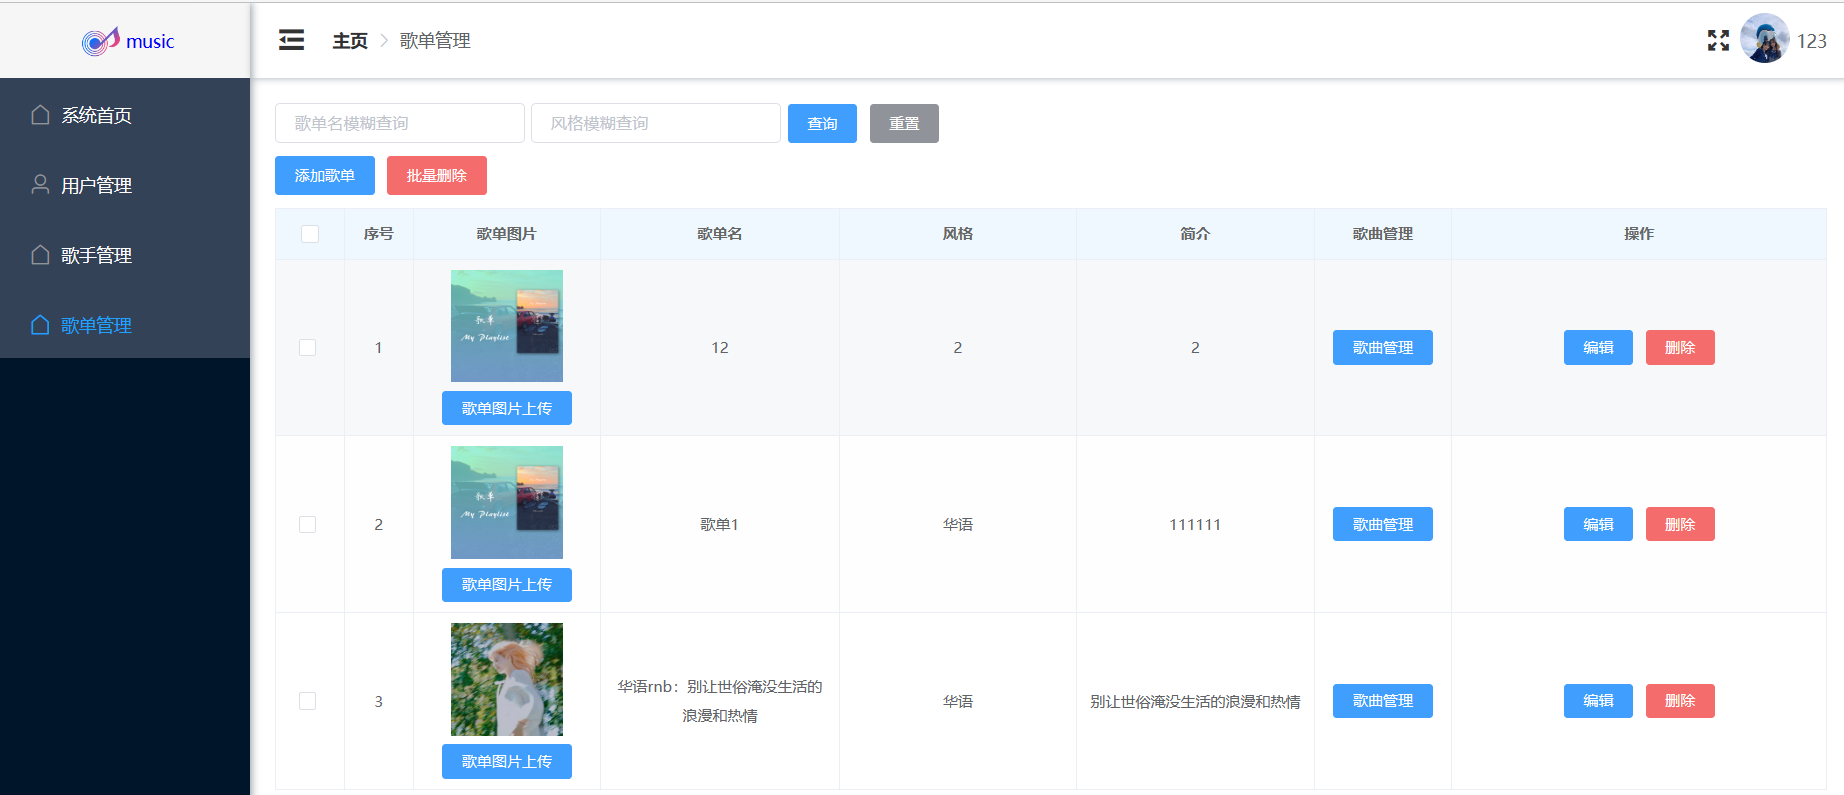 music
主页
歌单管理
123
系统首页
用户管理
歌手管理
歌单管理
歌单名模糊查询
风格模糊查询
查询
重置
添加歌单
批量删除
序号
歌单图片
歌单名
风格
简介
歌曲管理
操作
歌单
My Playlist
1
12
2
2
歌曲管理
编辑
删除
歌单图片上传
歌单
My Playlist
2
歌单1
华语
111111
歌曲管理
编辑
删除
歌单图片上传
3
华语rnb：别让世俗淹没生活的
浪漫和热情
华语
别让世俗淹没生活的浪漫和热情
歌曲管理
编辑
删除
歌单图片上传